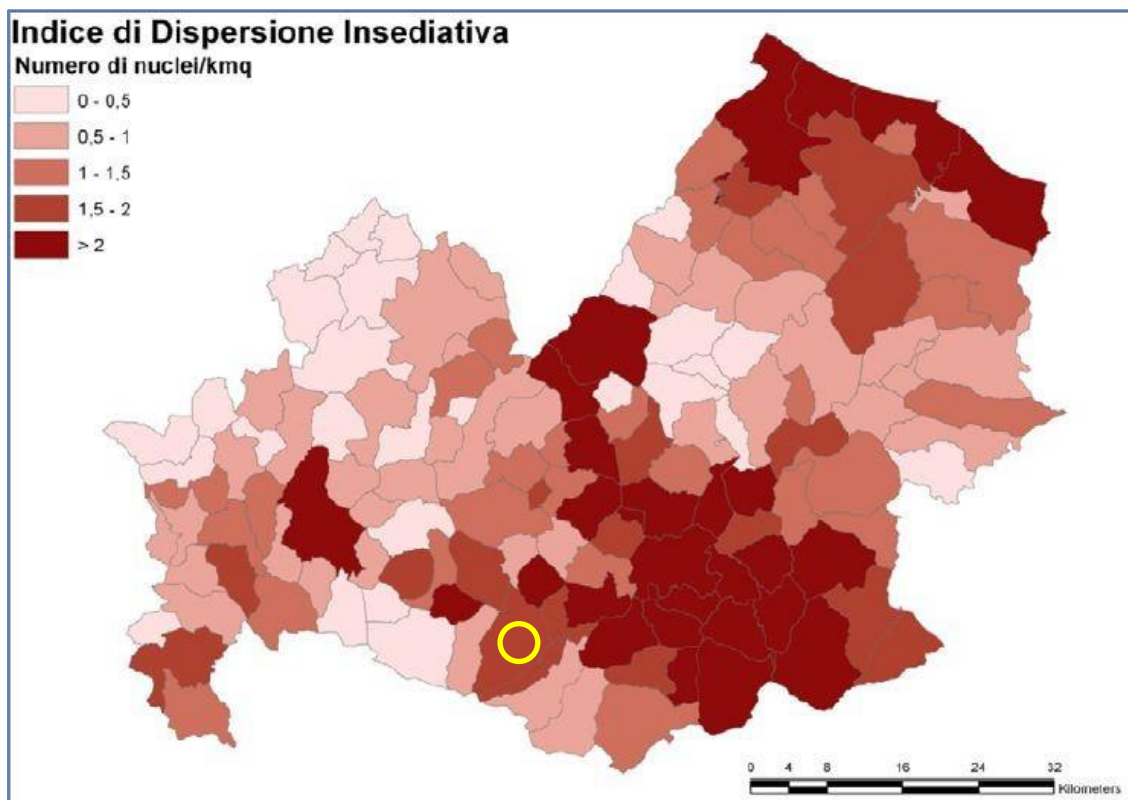 Indice di Dispersione Insediativa
Numero di nuclei/kmq
0 - 0,5
0,5 - 1
1 - 1,5
1,5 - 2
> 2
0 4 8 16 24 32
Kilometers